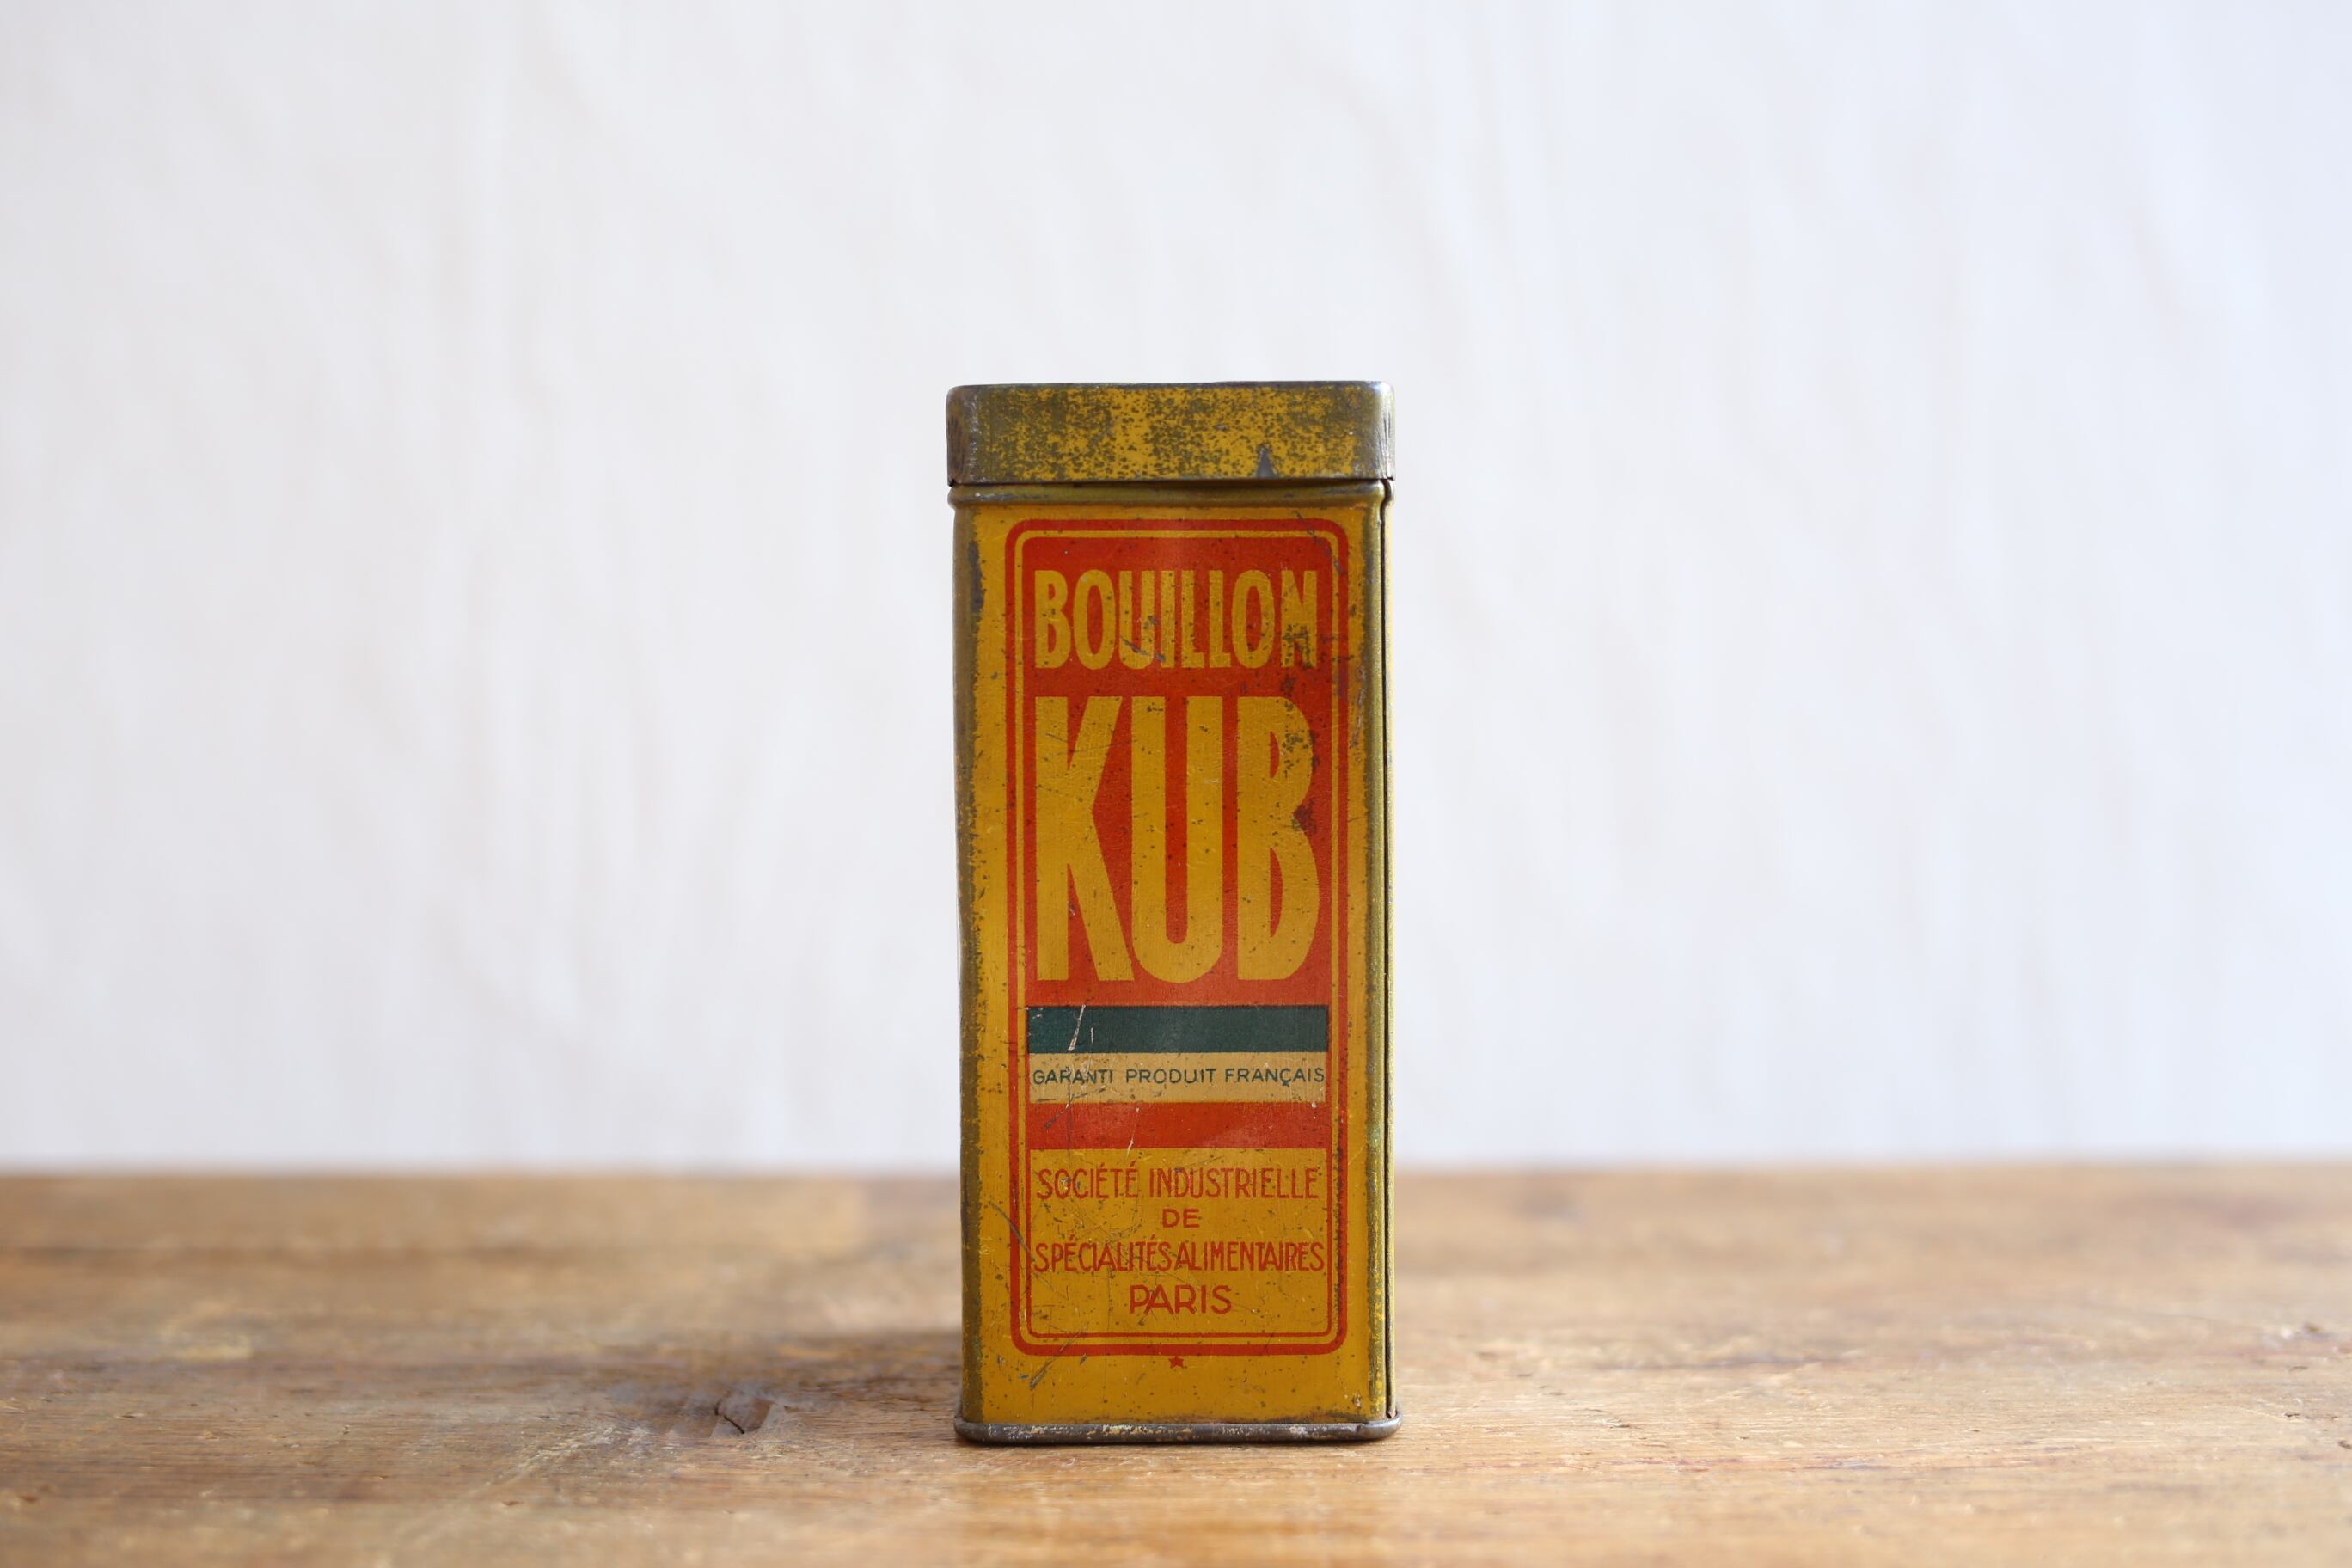 BOUILLON
KUB
GARANTI PRODUIT FRANÇAIS
SOCIÉTÉ INDUSTRIELLE
DE
SPÉCIALITÉS ALIMENTAIRES
PARIS